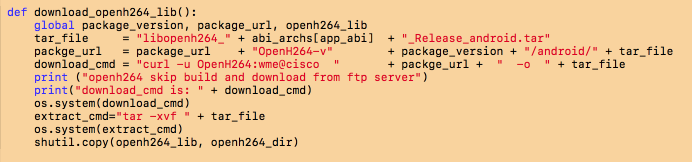 def download_openh264_lib():
    global package_version, package_url, openh264_lib
    tar_file     = "libopenh264_" + abi_archs[app_abi]  + "_Release_android.tar"
    packge_url   = package_url   + "OpenH264-v"        + package_version + "/android/" + tar_file
    download_cmd = "curl -u OpenH264:wme@cisco  "       + packge_url +  "  -o  " + tar_file
    print ("openh264 skip build and download from ftp server")
    print("download_cmd is: " + download_cmd)
    os.system(download_cmd)
    extract_cmd="tar -xvf " + tar_file
    os.system(extract_cmd)
    shutil.copy(openh264_lib, openh264_dir)